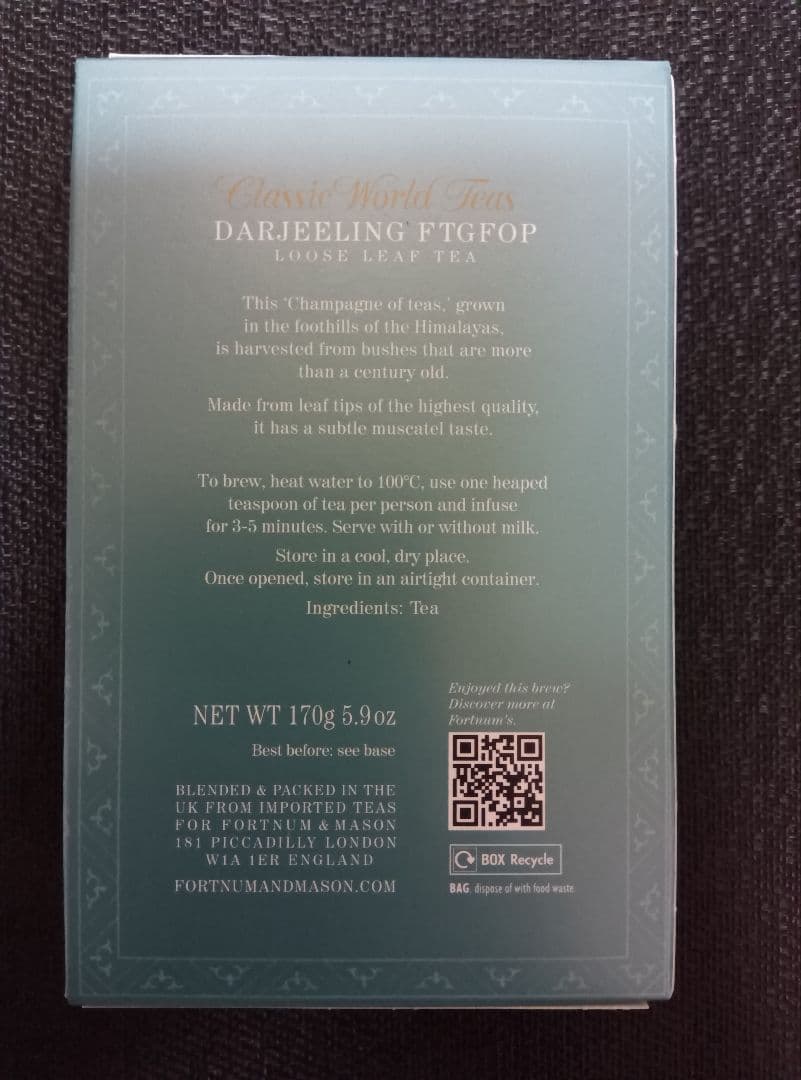 Classic World Teas
DARJEELING FTGFOP
LOOSE LEAF TEA
This 'Champagne of teas,' grown
in the foothills of the Himalayas,
is harvested from bushes that are more
than a century old.
Made from leaf tips of the highest quality,
it has a subtle muscatel taste.
To brew, heat water to 100°C, use one heaped
teaspoon of tea per person and infuse
for 3-5 minutes. Serve with or without milk.
Store in a cool, dry place.
Once opened, store in an airtight container.
Ingredients: Tea
NET WT 170g 5.9oz
Best before: see base
BLENDED & PACKED IN THE
UK FROM IMPORTED TEAS
FOR FORTNUM & MASON
181 PICCADILLY LONDON
W1A 1ER ENGLAND
FORTNUMANDMASON.COM
Enjoyed this brew?
Discover more at
Fortnum's.
BOX Recycle
BAG dispose of with food waste